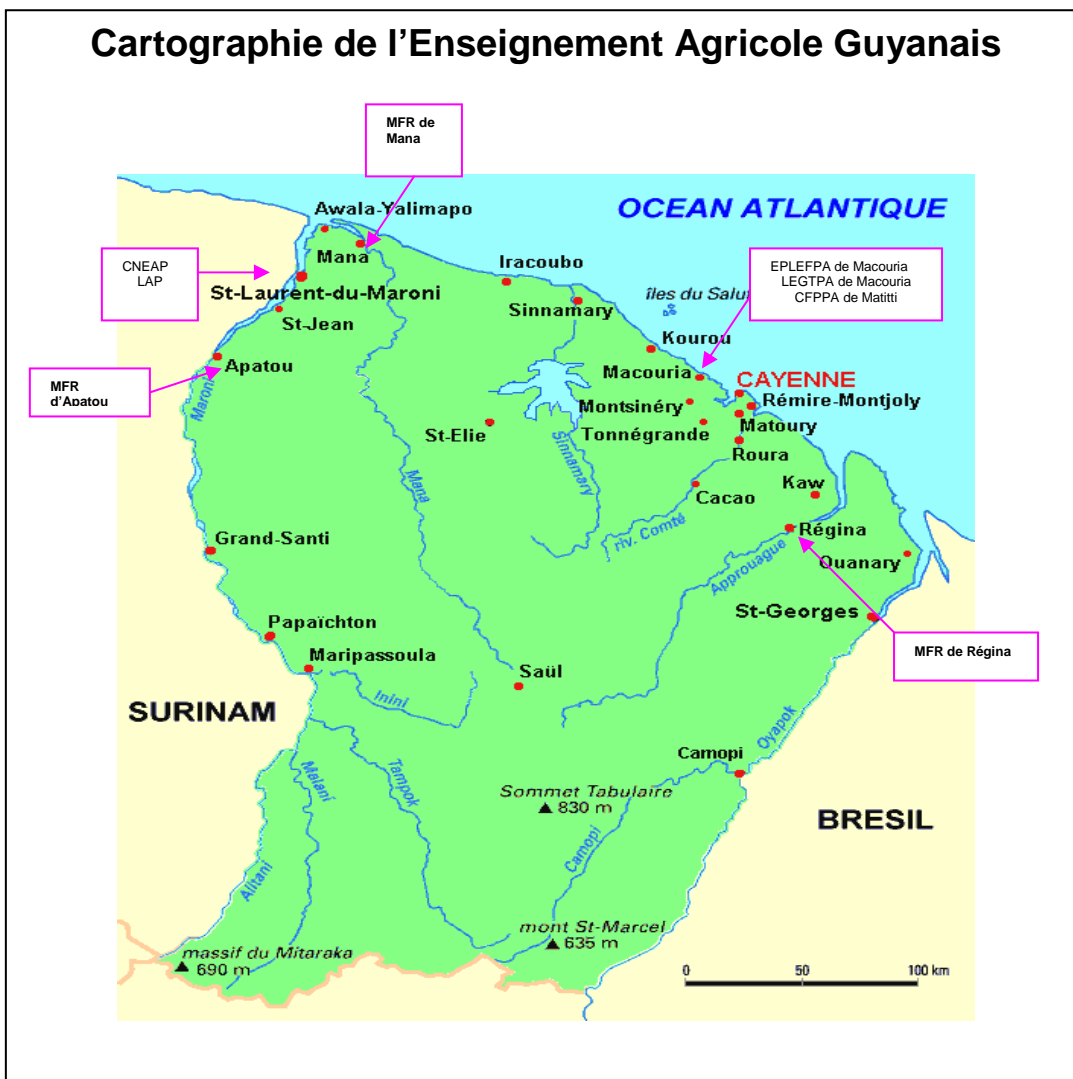 Cartographie de l'Enseignement Agricole Guyanais
MFR de
Mana
OCEAN ATLANTIQUE
Awala-Yalimapo
Mana
CNEAP
LAP
St-Laurent-du-Maroni
St-Jean
Iracoubo
Sinnamary
EPLEFPA de Macouria
LEGTPA de Macouria
CFPPA de Matitti
îles du Salu
Kourou
Apatou
MFR
d'Apatou
Maroni
Macouria
CAYENNE
Montsinéry
Rémire-Montjoly
St-Elie
Tonnégrande
Matoury
Roura
Sinnamary
Mana
Cacao
Kaw
riv. Comté
Grand-Santi
Régina
Approuague
Ouanary
St-Georges
Papaïchton
Maripassoula
MFR de Régina
Saül
Inini
SURINAM
Oyapok
Camopi
Malani
Tampok
Sommet Tabulaire
▲ 830 m
BRESIL
Camopi
Alitani
mont St-Marcel
▲ 635 m
massif du Mitaraka
▲ 690 m
0 50 100 km